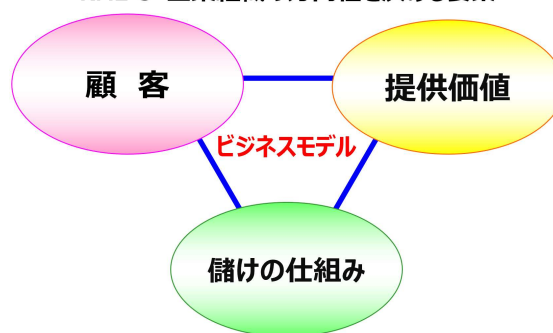 顧 客
提供価値
ビジネスモデル
儲けの仕組み